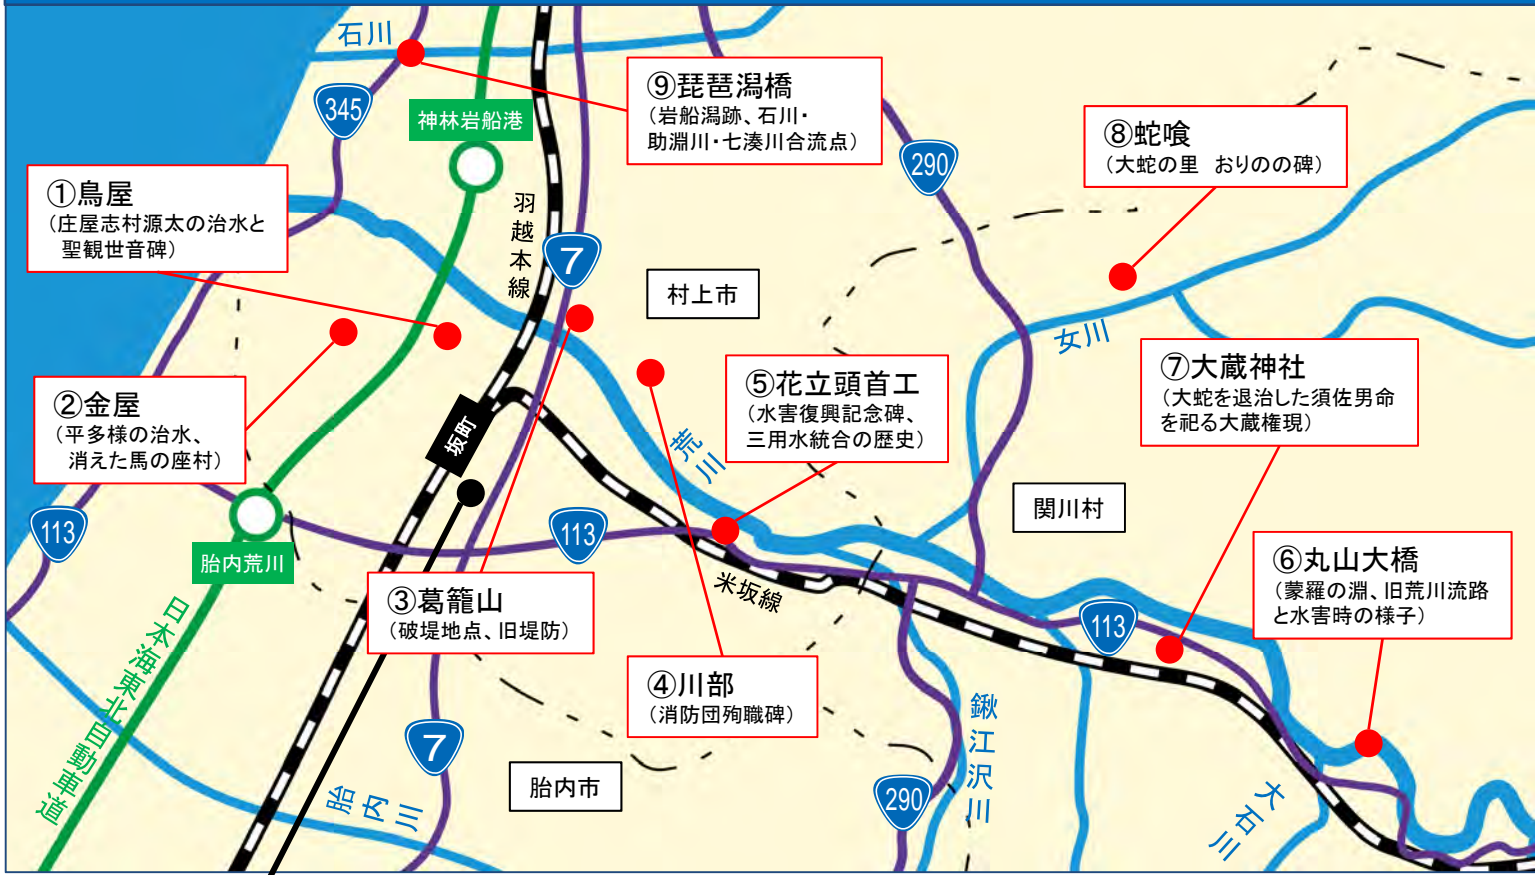 石川
345
神林岩船港
⑨琵琶潟橋
(岩船潟跡、石川・
助淵川・七湊川合流点)
290
⑧蛇喰
(大蛇の里 おりのの碑)
①鳥屋
(庄屋志村源太の治水と
聖観世音碑)
羽越本線
7
村上市
女川
②金屋
(平多様の治水、
消えた馬の座村)
坂町
荒川
⑤花立頭首工
(水害復興記念碑、
三用水統合の歴史)
⑦大蔵神社
(大蛇を退治した須佐男命
を祀る大蔵権現)
関川村
113
胎内荒川
113
⑥丸山大橋
(蒙羅の淵、旧荒川流路
と水害時の様子)
米坂線
③葛籠山
(破堤地点、旧堤防)
113
日本海東北自動車道
④川部
(消防団殉職碑)
鍬江沢川
7
胎内市
胎内川
290
大石川